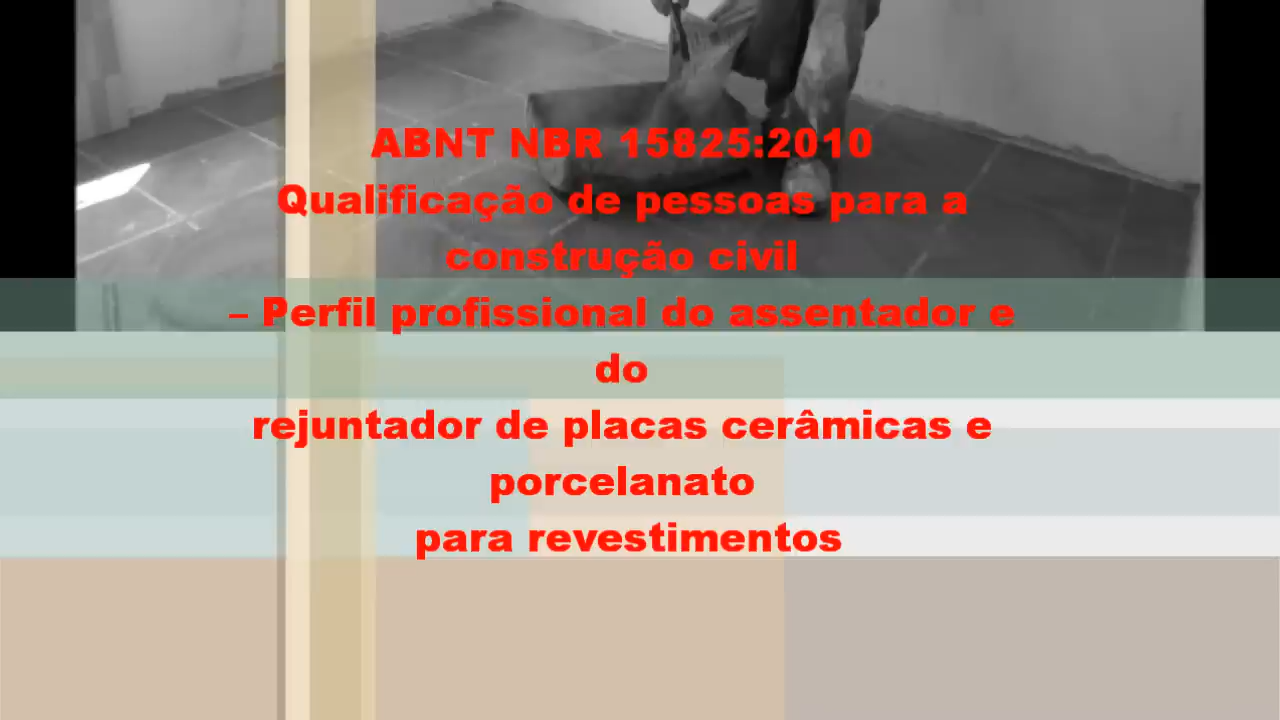 ABNT NBR 15825:2010
Qualificação de pessoas para a
construção civil
– Perfil profissional do assentador e
do
rejuntador de placas cerâmicas e
porcelanato
para revestimentos